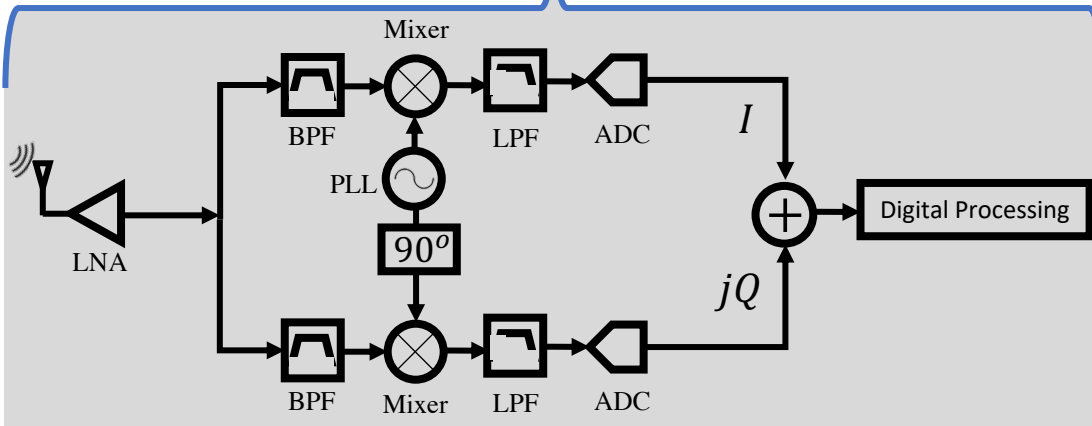 Mixer
BPF
LPF
ADC
I
PLL
90°
LNA
+
Digital Processing
jQ
BPF
Mixer
LPF
ADC